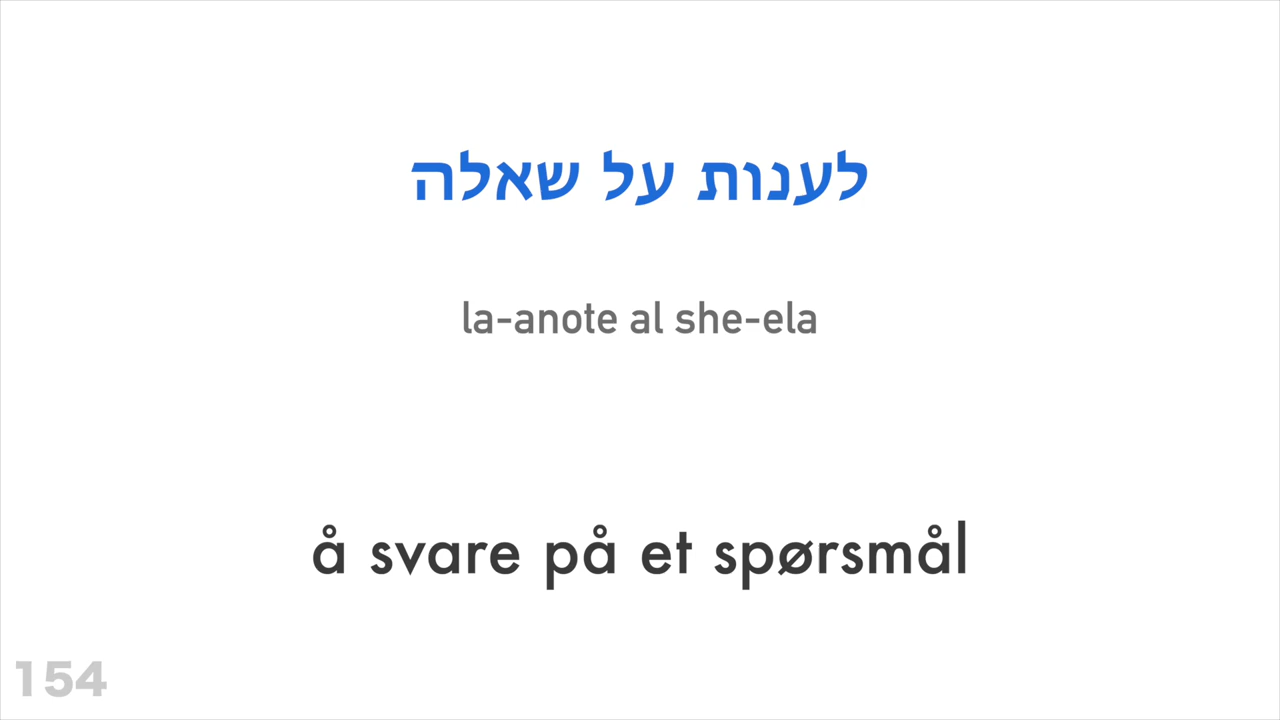 לענות על שאלה
la-anote al she-ela
å svare på et spørsmål
154